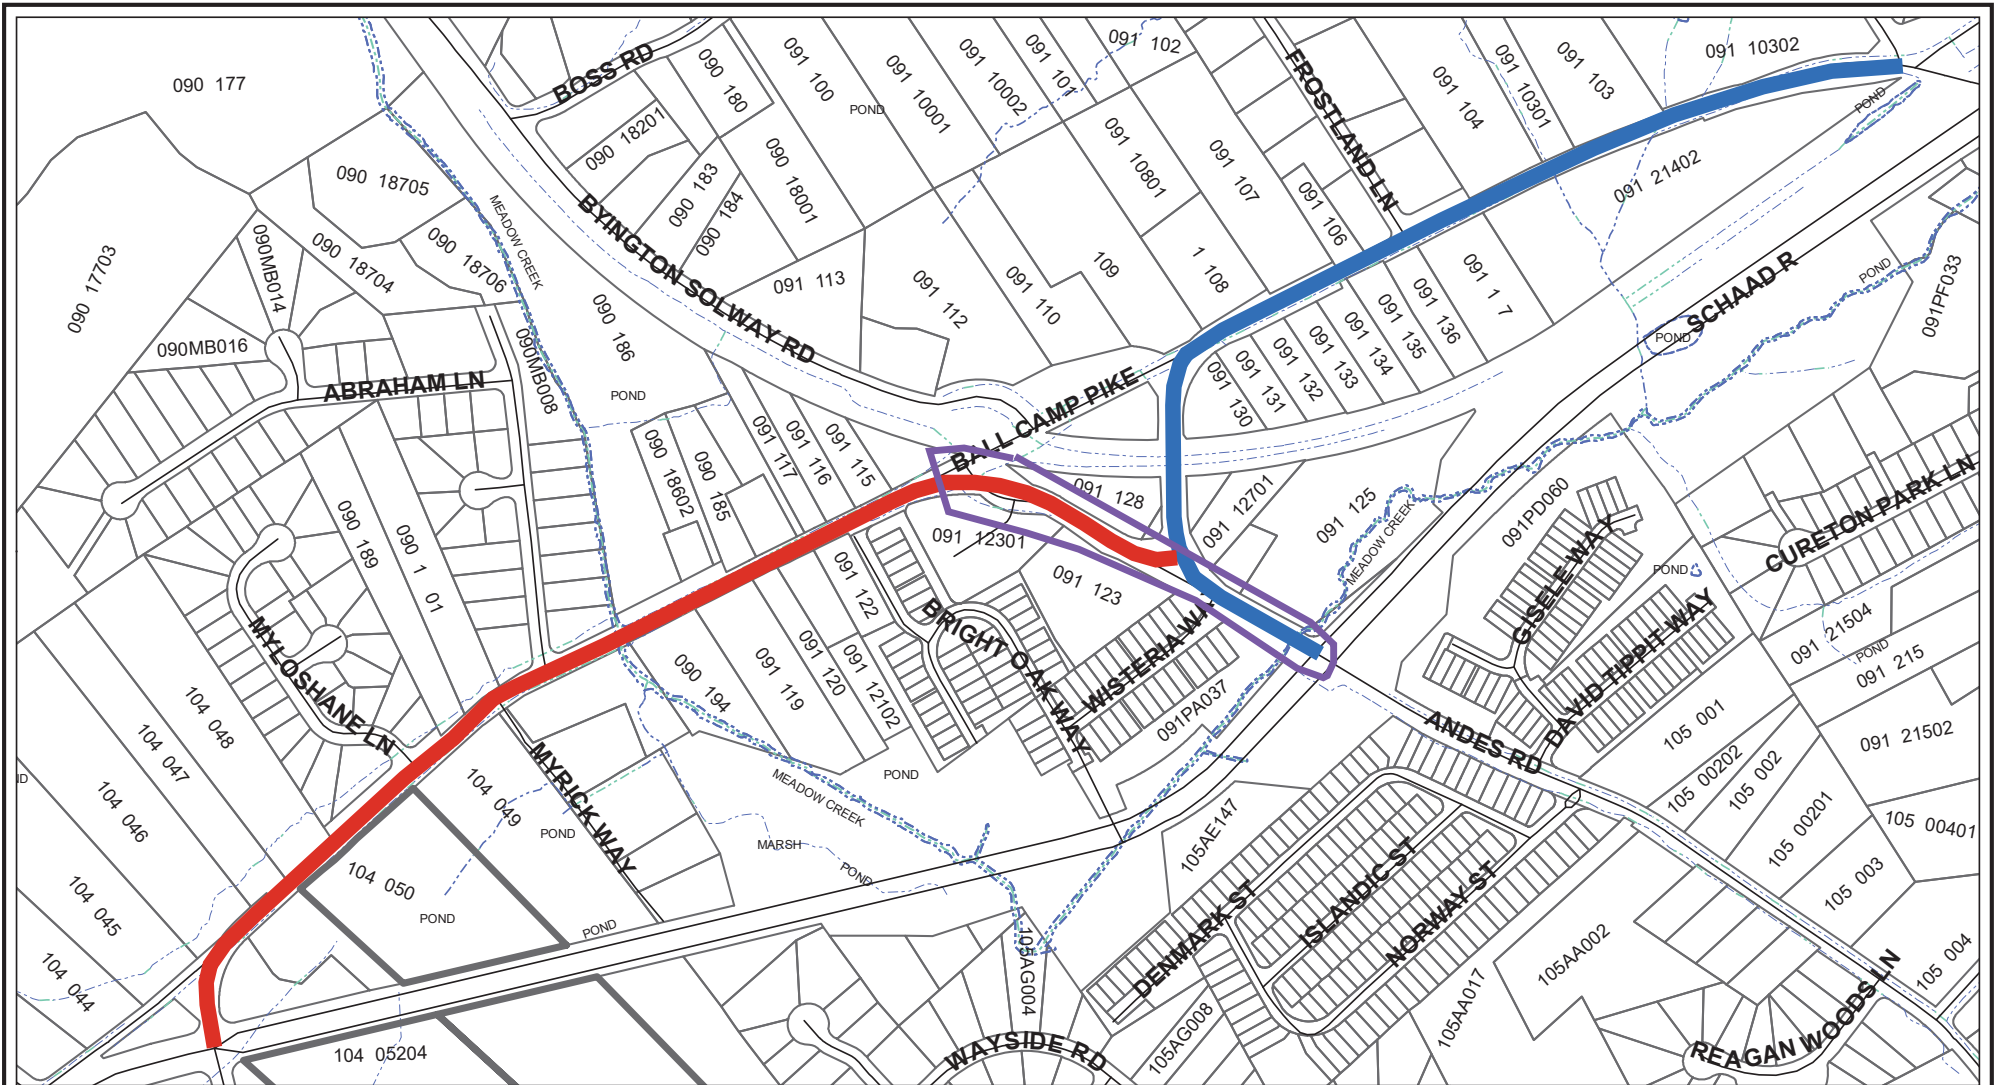 090 177
BOSS RD
090 180
091 100
POND
091 10001
091 10002
091 101
091 102
FROSTLAND LN
091 104
091 10301
091 103
091 10302
POND
090 18201
090 18705
090 183
090 184
090 18001
091 10801
091 107
091 106
091 21402
MEADOW CREEK
BYINGTON SOLWAY RD
090 17703
090MB014
090 18704
090 18706
090 186
091 113
091 112
091 110
109
1 108
091 1 7
091 136
091 135
091 134
091 133
091 132
091 131
091 130
SCHAAD R
POND
POND
091PF033
090MB016
ABRAHAM LN
090MB008
POND
BALL CAMP PIKE
090 18602
090 185
091 117
091 116
091 115
091 128
091 12701
091 125
MEADOW CREEK
091PD060
GISELE WAY
CURETON PARK LN
090 189
090 1 01
091 12301
091 122
091 123
BRIGHT OAK WAY
WISTERIA W
091PA037
POND
DAVID TIPPIT WAY
091 21504
POND
091 215
091 21502
MYLOSHANE LN
104 048
104 047
104 046
104 045
104 044
ND
090 194
091 119
091 120
091 12102
MYRICK WAY
104 049
POND
MEADOW CREEK
POND
MARSH
POND
104 050
POND
POND
ANDES RD
105 001
105 00202
105 002
105 00201
105 00401
105 003
105 004
105AE147
DENMARK ST
ISLANDIC ST
NORWAY ST
105AA002
105AA017
105AG004
105AG008
WAYSIDE RD
REAGAN WOODS LN
104 05204